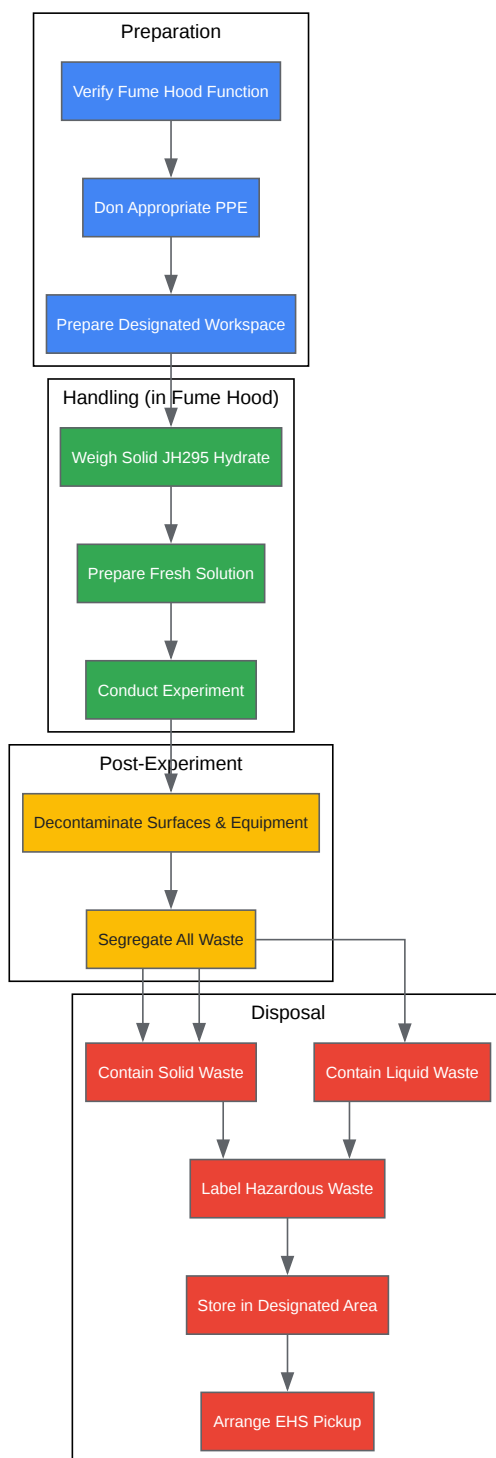 Preparation
Verify Fume Hood Function
Don Appropriate PPE
Prepare Designated Workspace
Handling (in Fume Hood)
Weigh Solid JH295 Hydrate
Prepare Fresh Solution
Conduct Experiment
Post-Experiment
Decontaminate Surfaces & Equipment
Segregate All Waste
Disposal
Contain Solid Waste
Contain Liquid Waste
Label Hazardous Waste
Store in Designated Area
Arrange EHS Pickup